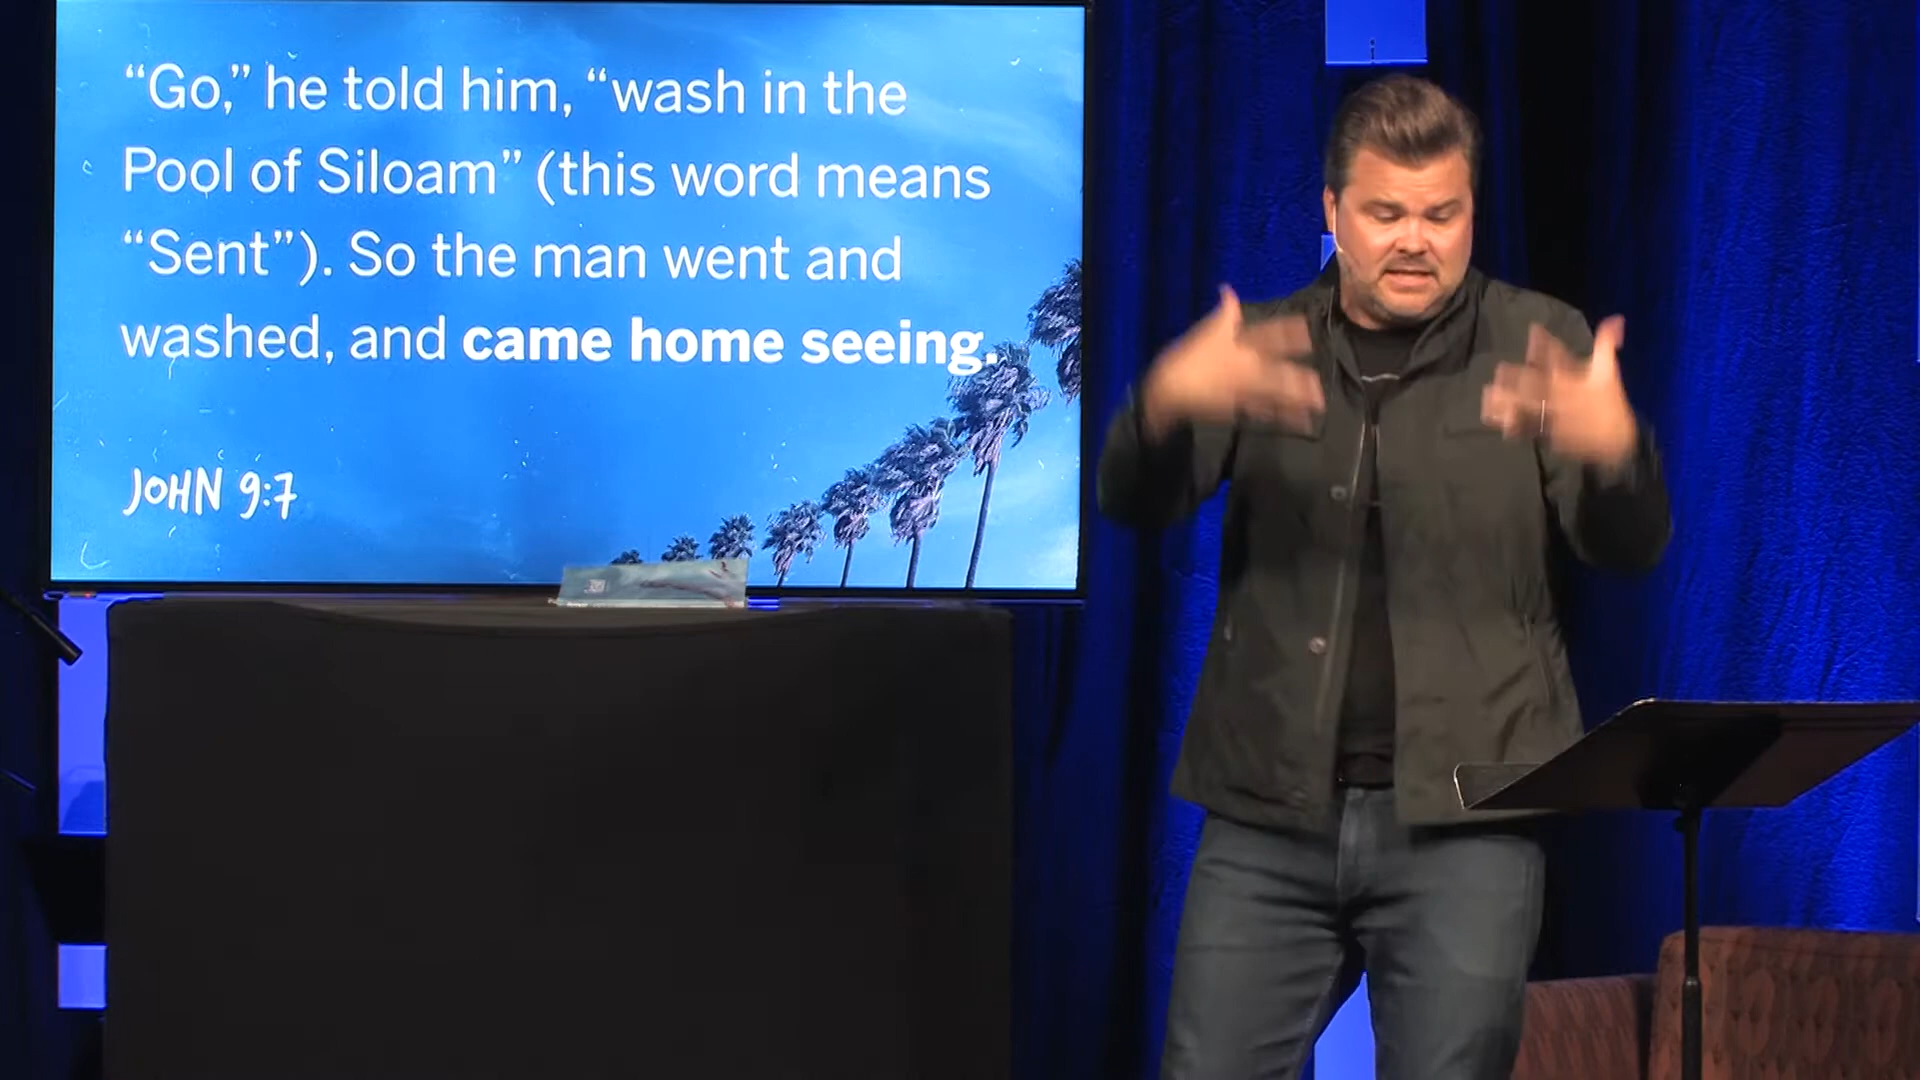 “Go,” he told him, “wash in the
Pool of Siloam” (this word means
“Sent”). So the man went and
washed, and came home seeing.
JOHN 9:7